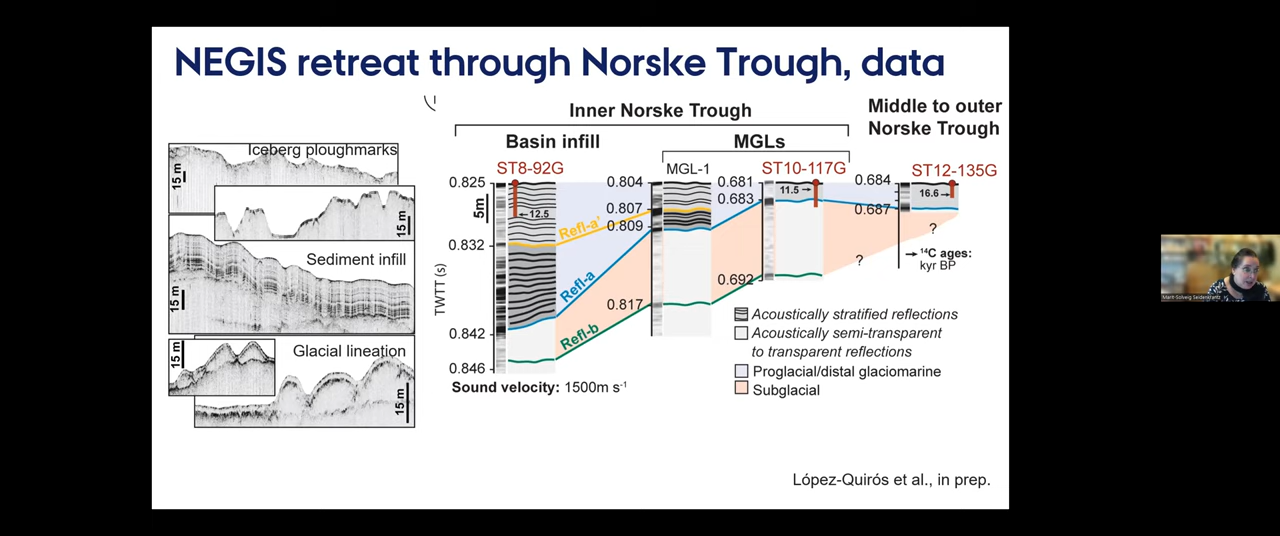 NEGIS retreat through Norske Trough, data
Iceberg ploughmarks
15 m
15 m
Sediment infill
15 m
15 m
Glacial lineation
15 m
Inner Norske Trough
Middle to outer
Norske Trough
Basin infill
MGLs
ST8-92G
MGL-1
ST10-117G
ST12-135G
TWTT (s)
0.825
5m
12.5
0.832
0.842
0.846
Refl-a'
Refl-a
Refl-b
0.804
0.807
0.809
0.817
0.681
0.683
11.5
0.692
0.684
16.6
0.687
?
?
14C ages:
kyr BP
Acoustically stratified reflections
Acoustically semi-transparent
to transparent reflections
Proglacial/distal glaciomarine
Subglacial
Sound velocity: 1500m s-1
López-Quirós et al., in prep.